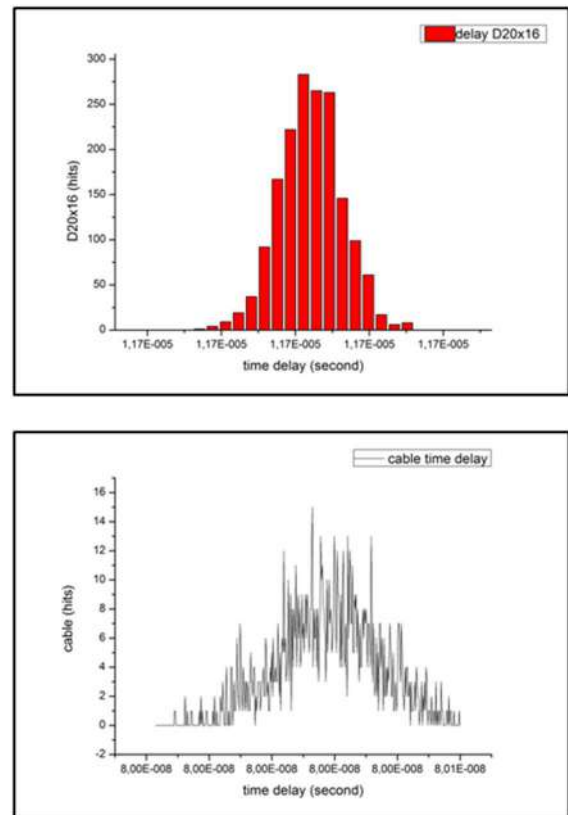 delay D20x16
300
250
200
150
100
50
0
D20x16 (hits)
1,17E-005 1,17E-005 1,17E-005 1,17E-005 1,17E-005
time delay (second)
cable time delay
16
14
12
10
8
6
4
2
0
-2
cable (hits)
8,00E-008 8,00E-008 8,00E-008 8,00E-008 8,00E-008 8,01E-008
time delay (second)